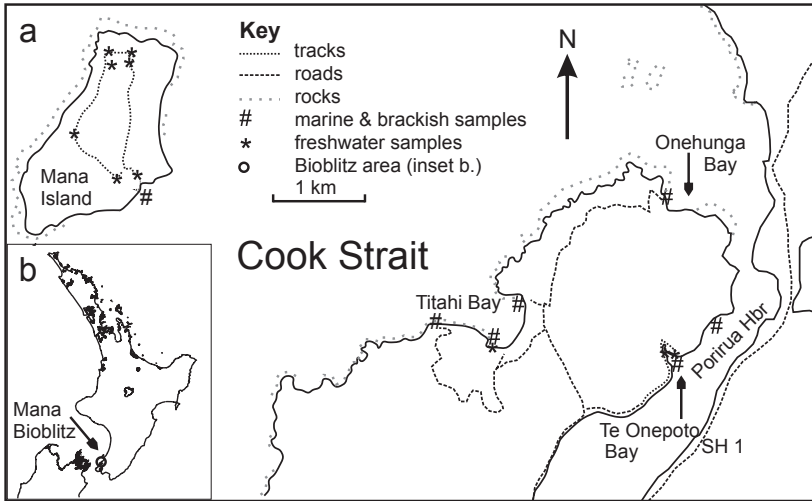 a
Mana
Island
Key
tracks
roads
rocks
# marine & brackish samples
* freshwater samples
Bioblitz area (inset b.)
1 km
N
Onehunga
Bay
Cook Strait
Titahi Bay
Porirua Hbr
Te Onepoto
Bay
SH 1
b
Mana
Bioblitz